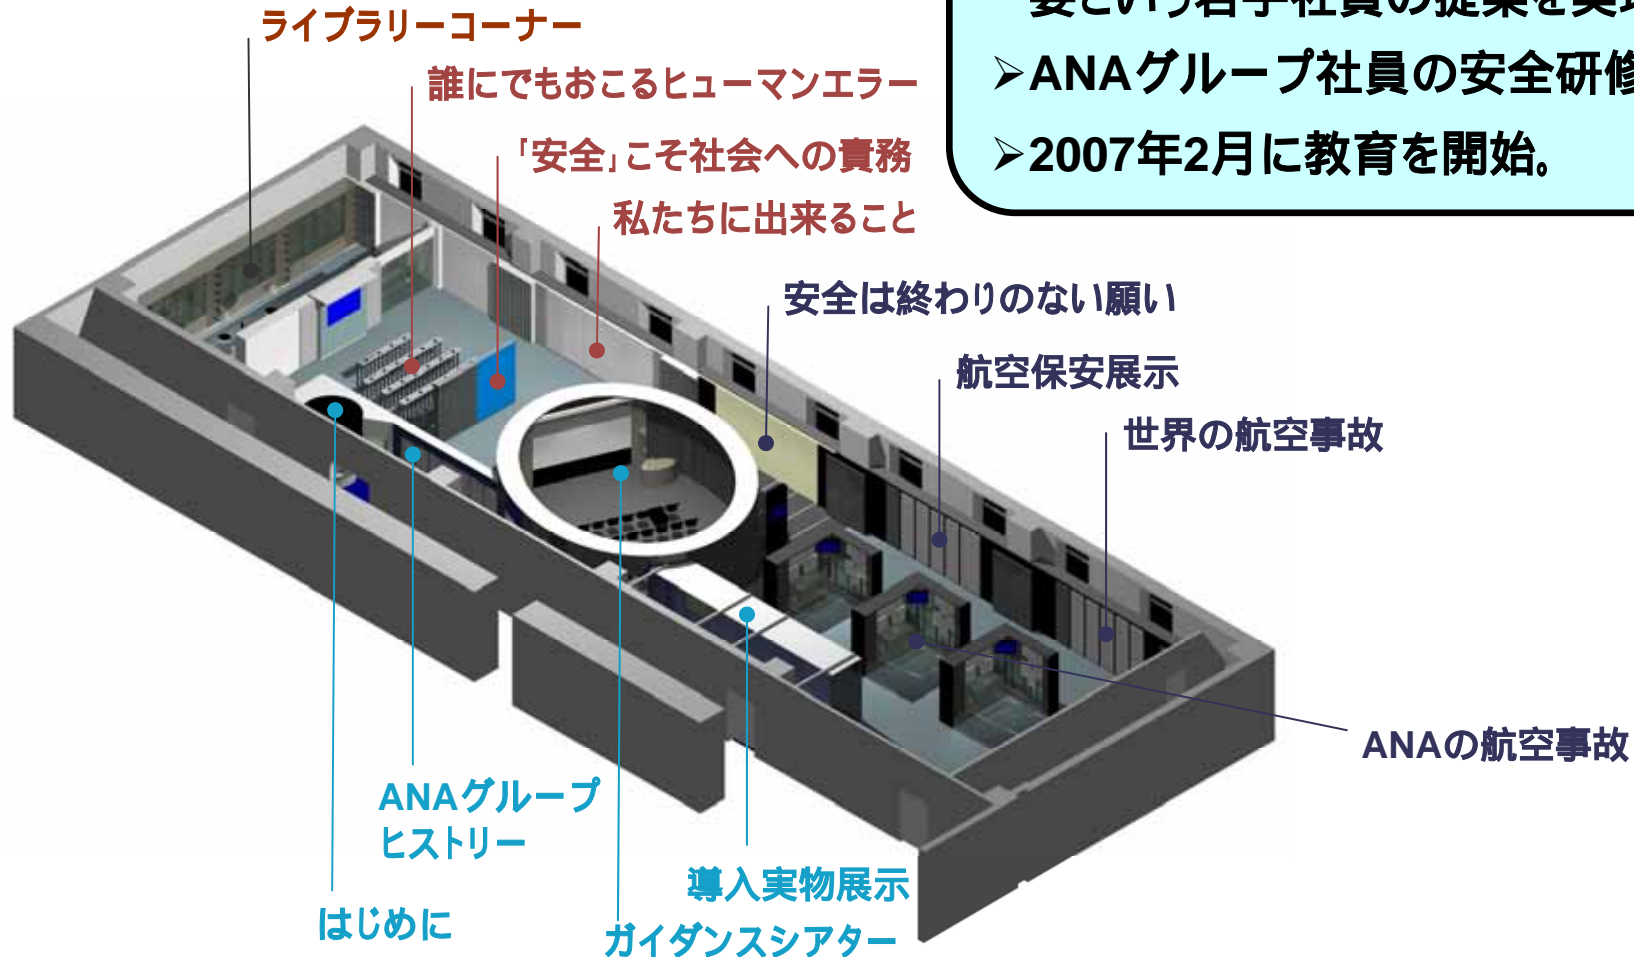 ライブラリーコーナー
誰にでもおこるヒューマンエラー
「安全」こそ社会への責務
私たちに出来ること
➢ANAグループ社員の安全研修
➢2007年2月に教育を開始。
安全は終わりのない願い
航空保安展示
世界の航空事故
ANAの航空事故
ANAグループ
ヒストリー
導入実物展示
はじめに
ガイダンスシアター